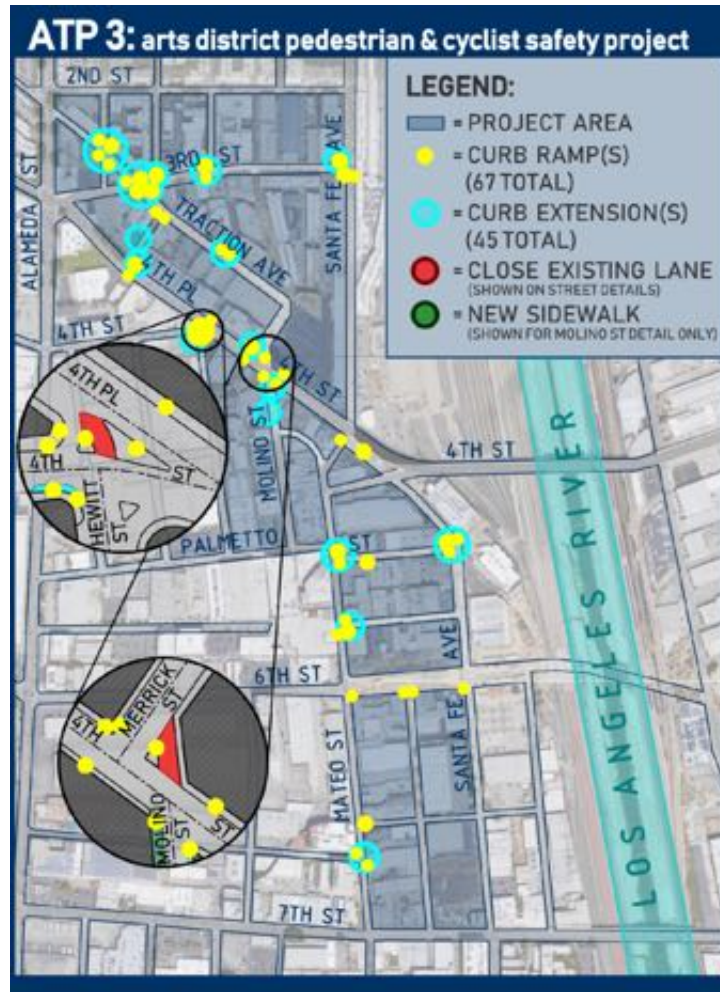 ATP 3: arts district pedestrian & cyclist safety project
2ND ST
LEGEND:
= PROJECT AREA
= CURB RAMP(S)
(67 TOTAL)
= CURB EXTENSION(S)
(45 TOTAL)
= CLOSE EXISTING LANE
(SHOWN ON STREET DETAILS)
= NEW SIDEWALK
(SHOWN FOR MOLINO ST DETAIL ONLY)
3RD ST
ALAMEDA ST
SANTA FE AVE
TRACTION AVE
4TH PL
4TH ST
4TH ST
4TH ST
MOLINO ST
4TH PL
4TH ST
HEWITT ST
PALMETTO ST
LOS ANGELES RIVER
6TH ST
MATEO ST
SANTA FE AVE
MERRICK ST
4TH ST
MOLINO ST
7TH ST